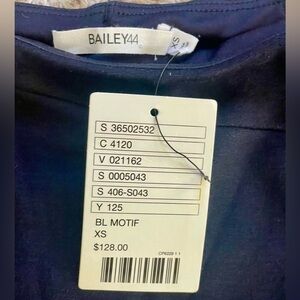 BAILEY44
XS
S 36502532
C 4120
V 021162
S 0005043
S 406-S043
Y 125
BL MOTIF
XS
$128.00